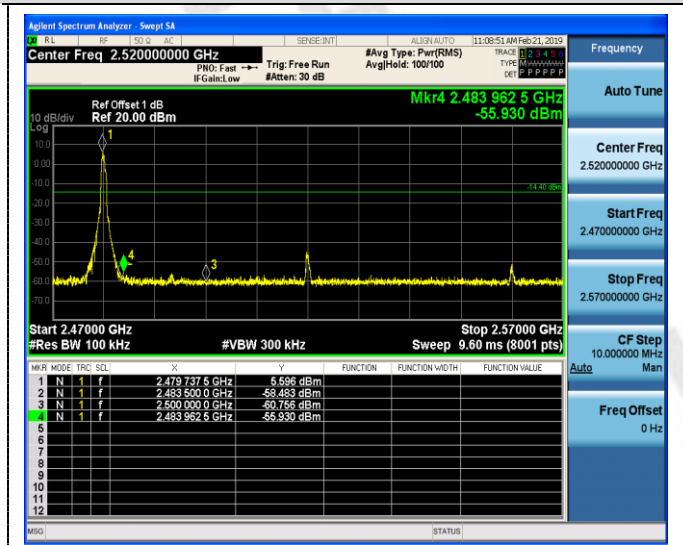 Agilent Spectrum Analyzer - Swept SA
RL RF 50 Ω AC SENSE:INT ALIGN AUTO 11:08:51 AM Feb 21, 2019
Center Freq 2.520000000 GHz
PNO: Fast
IFGain:Low
Trig: Free Run
#Atten: 30 dB
#Avg Type: Pwr(RMS)
Avg|Hold: 100/100
TRACE 1 2 3 4 5 6
TYPE
DET P P P P P P
Ref Offset 1 dB
10 dB/div Ref 20.00 dBm
Log
Mkr4 2.483 962 5 GHz
-55.930 dBm
10.0
0.00
-10.0
-20.0
-30.0
-40.0
-50.0
-60.0
-70.0
1
4
3
-14.40 dBm
Start 2.47000 GHz Stop 2.57000 GHz
#Res BW 100 kHz #VBW 300 kHz Sweep 9.60 ms (8001 pts)
MKR MODE TRC SCL X Y FUNCTION FUNCTION WIDTH FUNCTION VALUE
1 N 1 f 2.479 737 5 GHz 5.596 dBm
2 N 1 f 2.483 500 0 GHz -58.483 dBm
3 N 1 f 2.500 000 0 GHz -60.756 dBm
4 N 1 f 2.483 962 5 GHz -55.930 dBm
5
6
7
8
9
10
11
12
MSG STATUS
Frequency
Auto Tune
Center Freq
2.520000000 GHz
Start Freq
2.470000000 GHz
Stop Freq
2.570000000 GHz
CF Step
10.000000 MHz
Auto Man
Freq Offset
0 Hz